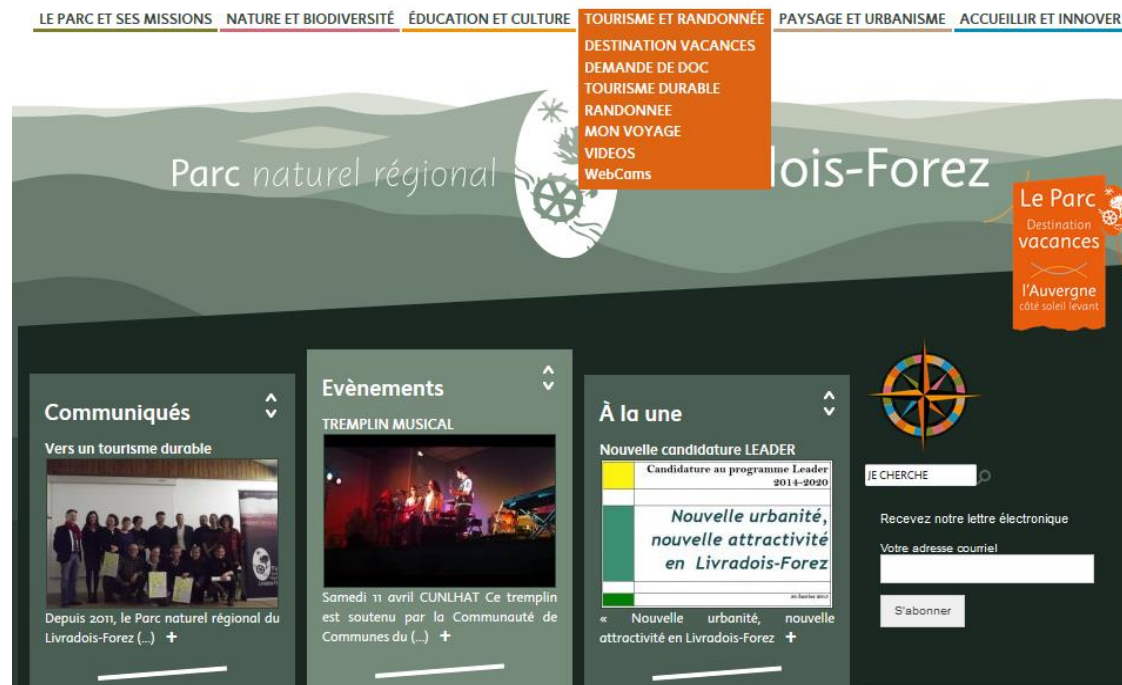 LE PARC ET SES MISSIONS NATURE ET BIODIVERSITÉ ÉDUCATION ET CULTURE TOURISME ET RANDONNÉE PAYSAGE ET URBANISME ACCUEILLIR ET INNOVER
DESTINATION VACANCES
DEMANDE DE DOC
TOURISME DURABLE
RANDONNEE
MON VOYAGE
VIDEOS
WebCams
Parc naturel régional dois-Forez
Le Parc
Destination
vacances
l'Auvergne
côté soleil levant
Communiqués
Vers un tourisme durable
Depuis 2011, le Parc naturel régional du
Livradois-Forez (...) +
Evènements
TREMPLIN MUSICAL
Samedi 11 avril CUNLHAT Ce tremplin
est soutenu par la Communauté de
Communes du (...) +
À la une
Nouvelle candidature LEADER
Candidature au programme Leader
2014-2020
Nouvelle urbanité,
nouvelle attractivité
en Livradois-Forez
« Nouvelle urbanité, nouvelle
attractivité en Livradois-Forez +
JE CHERCHE
Recevez notre lettre électronique
Votre adresse courriel
S'abonner